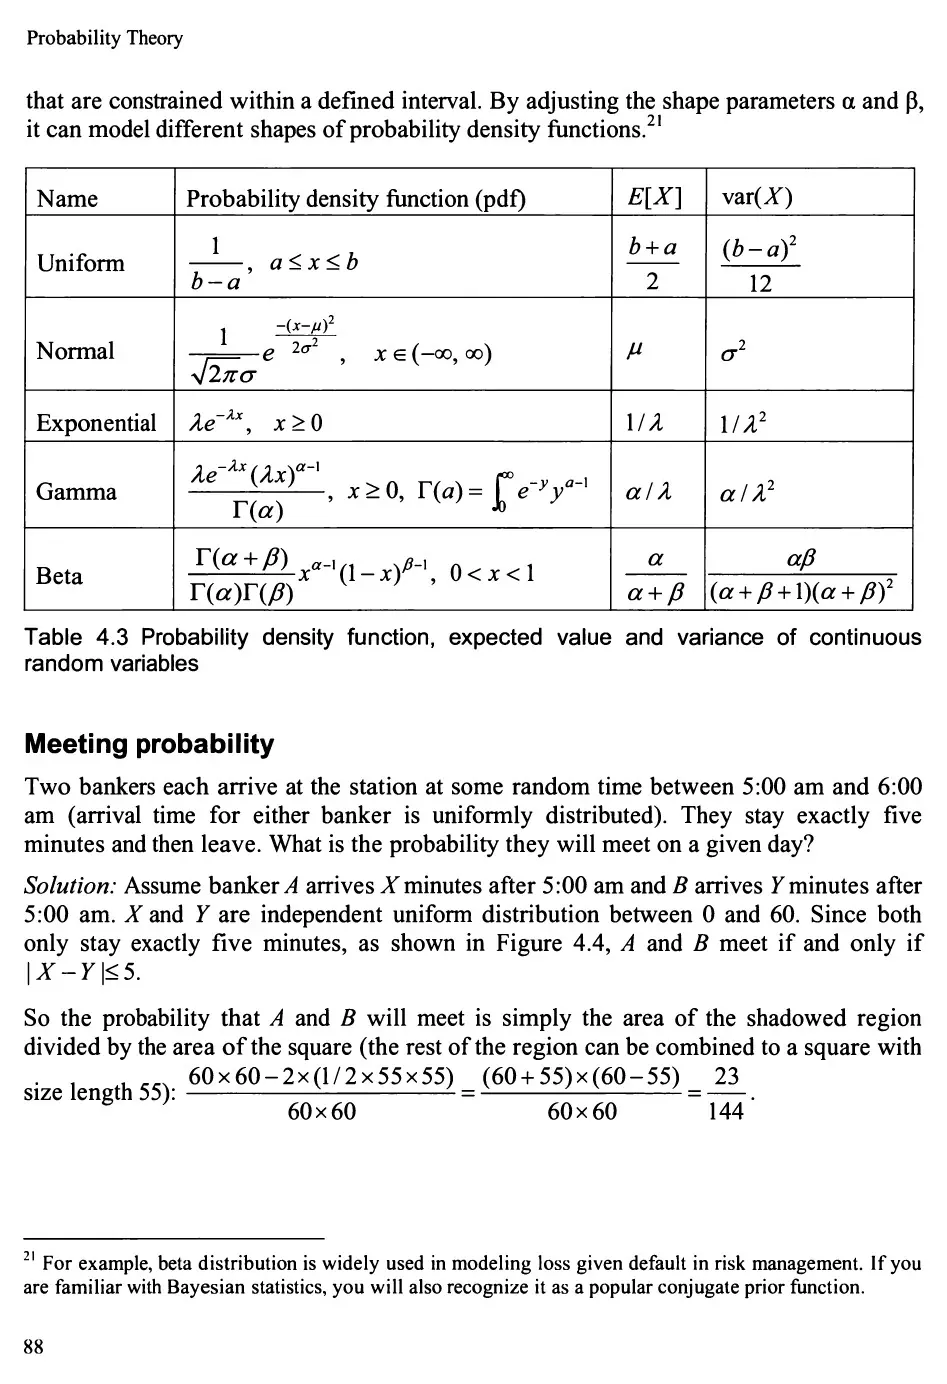 Probability Theory
that are constrained within a defined interval. By adjusting the shape parameters α and β,
it can model different shapes of probability density functions.²¹
Name Probability density function (pdf) E[X] var(X)
Uniform 1/(b−a), a ≤ x ≤ b (b+a)/2 (b−a)²/12
Normal 1/(√(2π)σ) e^(−(x−μ)²/(2σ²)), x ∈ (−∞, ∞) μ σ²
Exponential λe^(−λx), x ≥ 0 1/λ 1/λ²
Gamma λe^(−λx)(λx)^(α−1)/Γ(α), x ≥ 0, Γ(a) = ∫₀^∞ e^(−y) y^(a−1) α/λ α/λ²
Beta Γ(α+β)/(Γ(α)Γ(β)) x^(α−1)(1−x)^(β−1), 0 < x < 1 α/(α+β) αβ/((α+β+1)(α+β)²)
Table 4.3 Probability density function, expected value and variance of continuous
random variables
Meeting probability
Two bankers each arrive at the station at some random time between 5:00 am and 6:00
am (arrival time for either banker is uniformly distributed). They stay exactly five
minutes and then leave. What is the probability they will meet on a given day?
Solution: Assume banker A arrives X minutes after 5:00 am and B arrives Y minutes after
5:00 am. X and Y are independent uniform distribution between 0 and 60. Since both
only stay exactly five minutes, as shown in Figure 4.4, A and B meet if and only if
|X − Y| ≤ 5.
So the probability that A and B will meet is simply the area of the shadowed region
divided by the area of the square (the rest of the region can be combined to a square with
size length 55): (60×60−2×(1/2×55×55))/(60×60) = ((60+55)×(60−55))/(60×60) = 23/144.
²¹ For example, beta distribution is widely used in modeling loss given default in risk management. If you
are familiar with Bayesian statistics, you will also recognize it as a popular conjugate prior function.
88